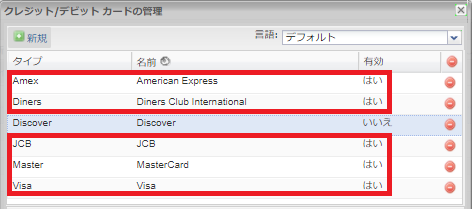 クレジット/デビット カードの管理
新規 言語: デフォルト
タイプ 名前 有効
Amex American Express はい
Diners Diners Club International はい
Discover Discover いいえ
JCB JCB はい
Master MasterCard はい
Visa Visa はい